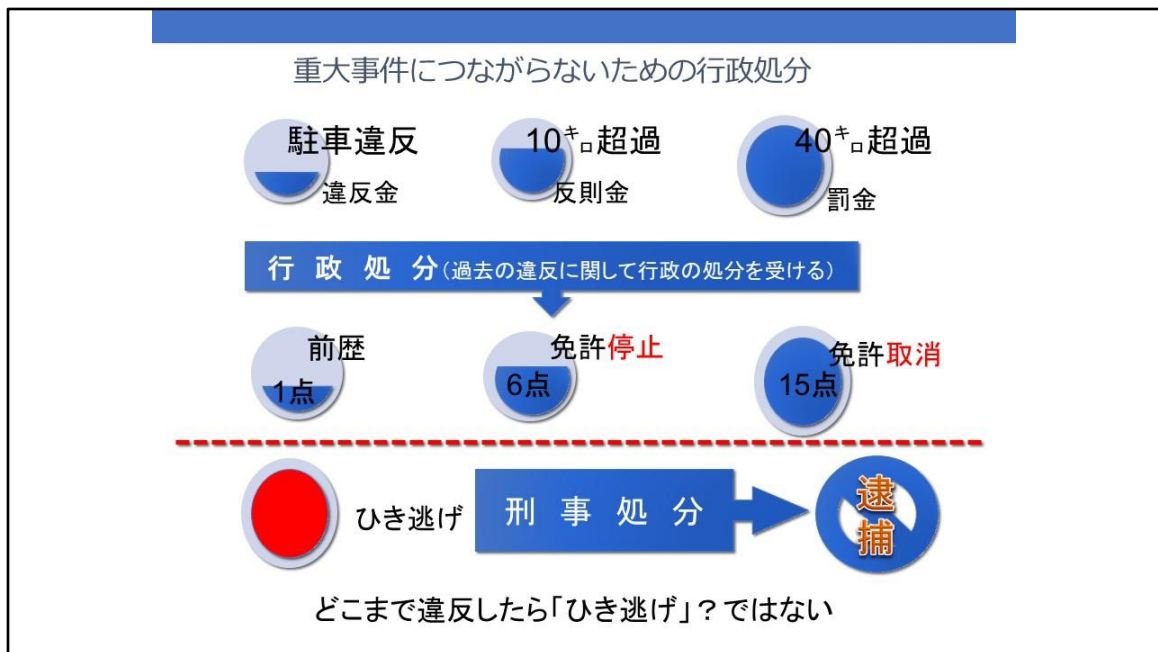 重大事件につながらないための行政処分
駐車違反
違反金
10㌔超過
反則金
40㌔超過
罰金
行 政 処 分(過去の違反に関して行政の処分を受ける)
前歴
1点
免許停止
6点
免許取消
15点
ひき逃げ
刑 事 処 分
逮捕
どこまで違反したら「ひき逃げ」?ではない